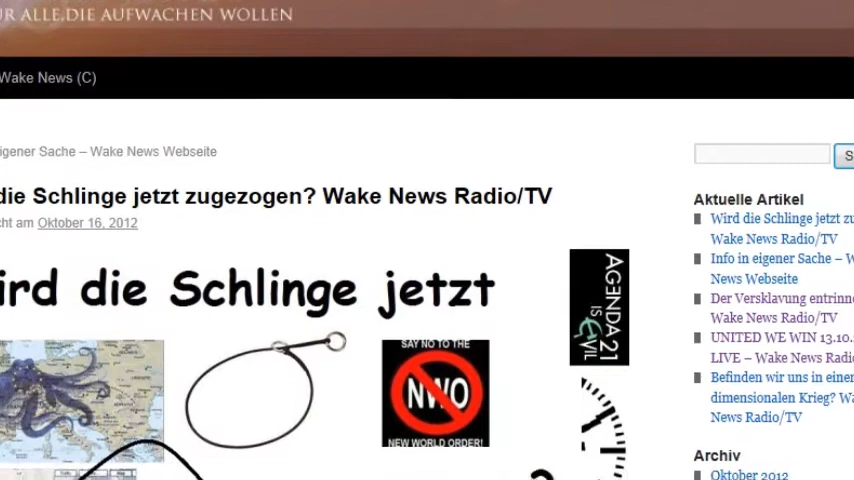 ÜR ALLE,DIE AUFWACHEN WOLLEN
Wake News (C)
igener Sache – Wake News Webseite
die Schlinge jetzt zugezogen? Wake News Radio/TV
cht am Oktober 16, 2012
ird die Schlinge jetzt
SAY NO TO THE
NWO
NEW WORLD ORDER!
AGENDA 21
IS
EVIL
S
Aktuelle Artikel
Wird die Schlinge jetzt zu
Wake News Radio/TV
Info in eigener Sache – W
News Webseite
Der Versklavung entrinne
Wake News Radio/TV
UNITED WE WIN 13.10.
LIVE – Wake News Radio
Befinden wir uns in einer
dimensionalen Krieg? Wa
News Radio/TV
Archiv
Oktober 2012